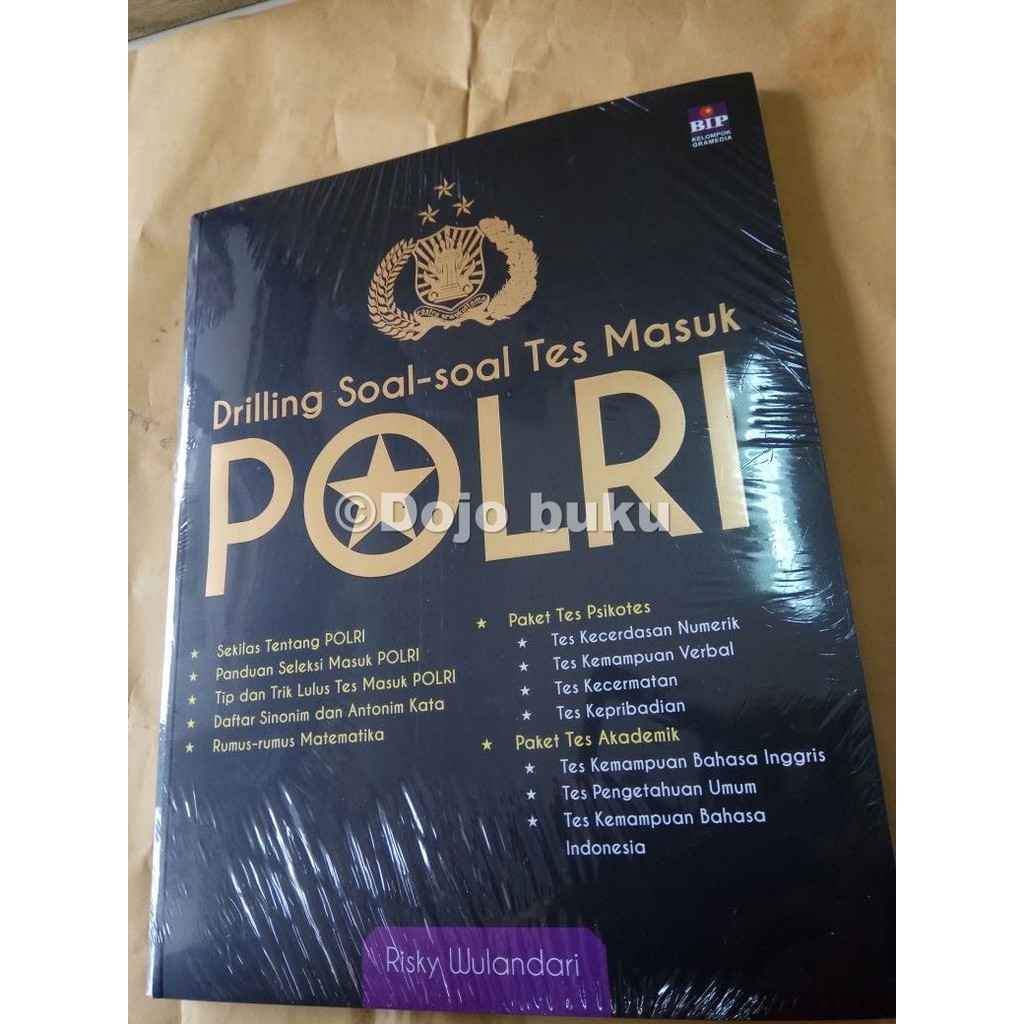 BIP
KELOMPOK
GRAMEDIA
Drilling Soal-soal Tes Masuk
POLRI
©Dojo buku
Sekilas Tentang POLRI
Panduan Seleksi Masuk POLRI
Tip dan Trik Lulus Tes Masuk POLRI
Daftar Sinonim dan Antonim Kata
Rumus-rumus Matematika
Paket Tes Psikotes
Tes Kecerdasan Numerik
Tes Kemampuan Verbal
Tes Kecermatan
Tes Kepribadian
Paket Tes Akademik
Tes Kemampuan Bahasa Inggris
Tes Pengetahuan Umum
Tes Kemampuan Bahasa
Indonesia
Risky Wulandari